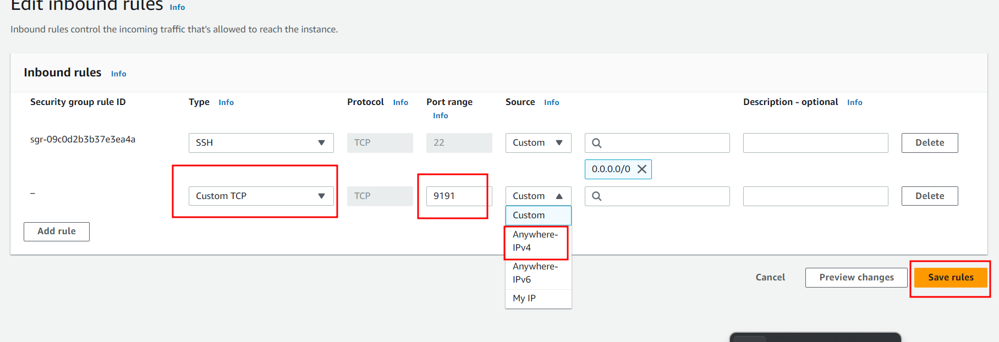 Edit inbound rules Info
Inbound rules control the incoming traffic that's allowed to reach the instance.
Inbound rules Info
Security group rule ID Type Info Protocol Info Port range Source Info Description - optional Info
Info
sgr-09c0d2b3b37e3ea4a SSH TCP 22 Custom Delete
0.0.0.0/0
– Custom TCP TCP 9191 Custom Delete
Custom
Add rule
Anywhere-
IPv4
Anywhere-
IPv6
My IP
Cancel Preview changes Save rules